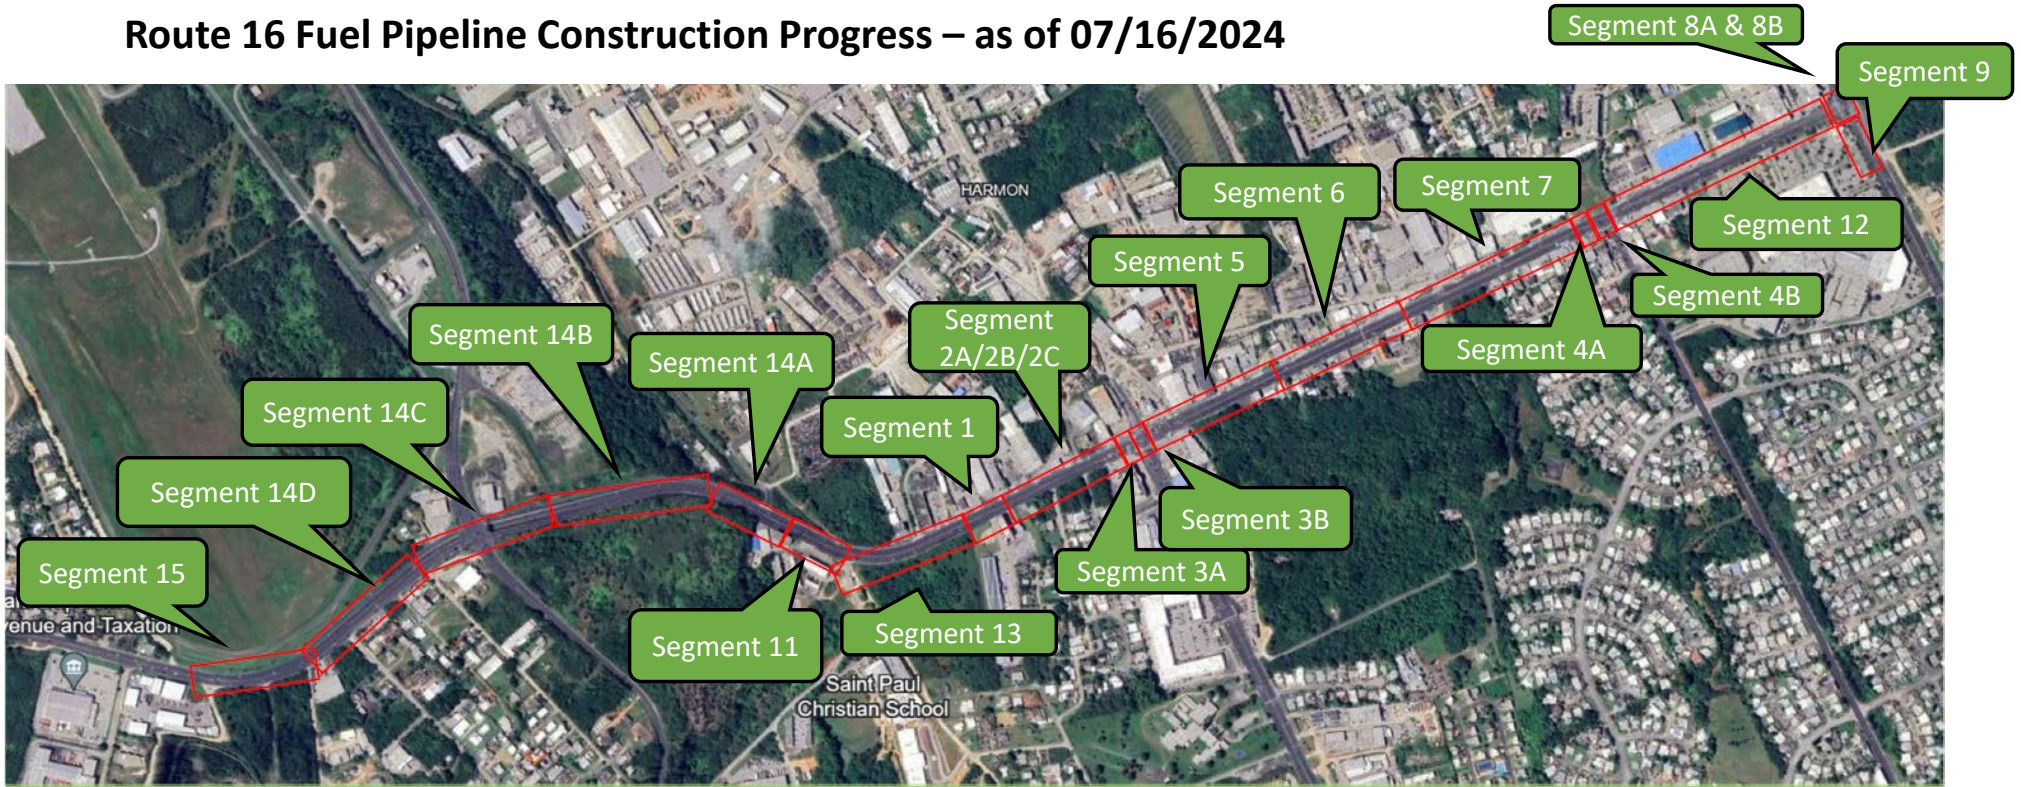 Route 16 Fuel Pipeline Construction Progress – as of 07/16/2024
Segment 8A & 8B
Segment 9
HARMON
Segment 6
Segment 7
Segment 12
Segment 5
Segment 4B
Segment 14B
Segment
2A/2B/2C
Segment 4A
Segment 14A
Segment 14C
Segment 1
Segment 14D
Segment 3B
Segment 15
Segment 3A
enue and Taxation
Segment 11
Segment 13
Saint Paul
Christian School